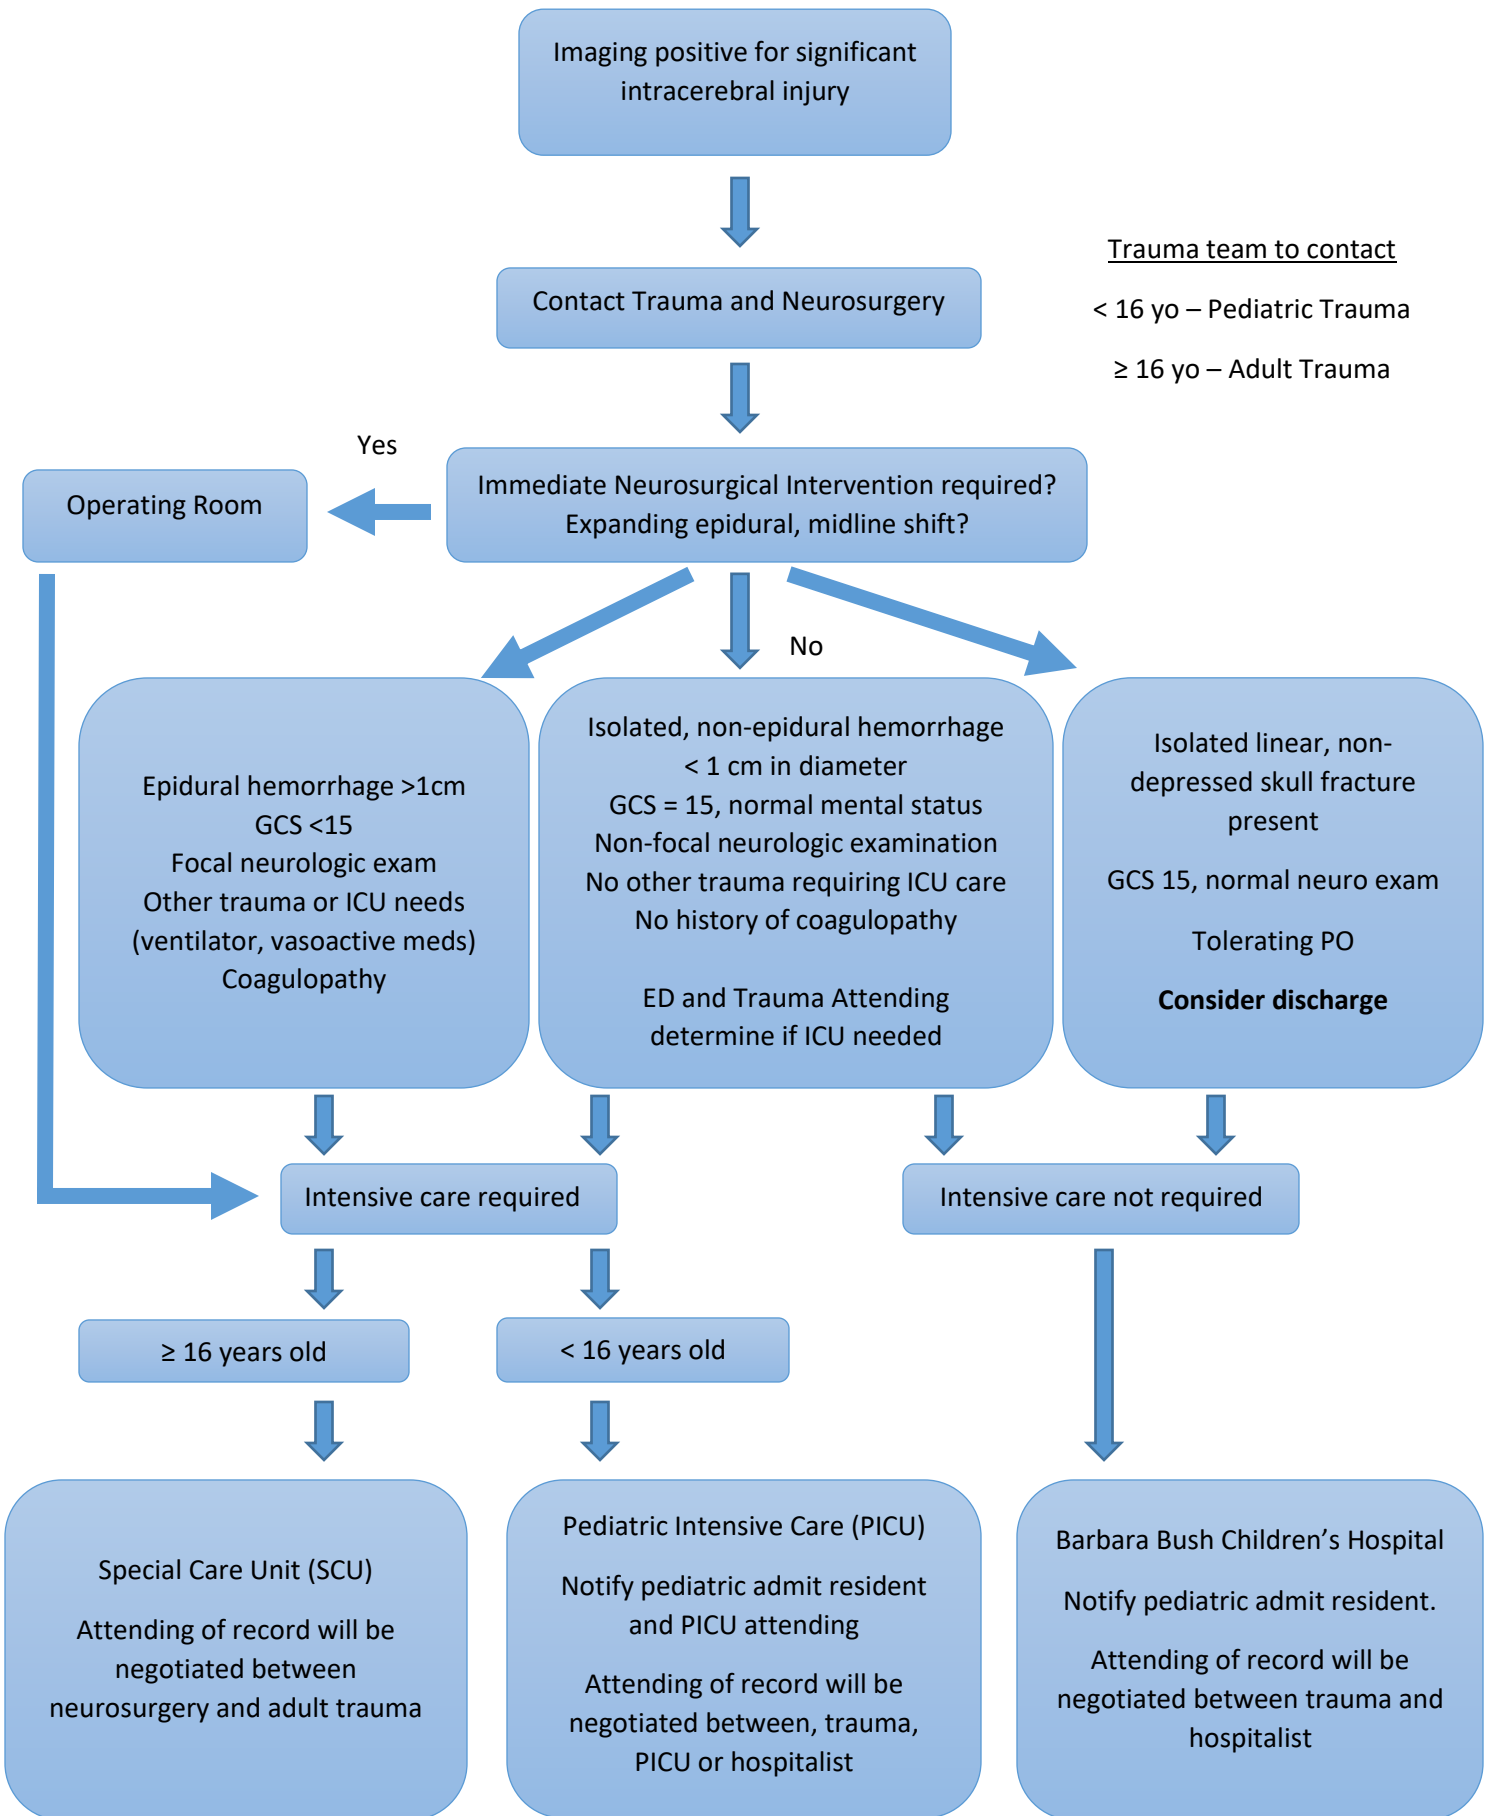 Imaging positive for significant
intracerebral injury
Trauma team to contact
Contact Trauma and Neurosurgery
< 16 yo – Pediatric Trauma
≥ 16 yo – Adult Trauma
Yes
Operating Room
Immediate Neurosurgical Intervention required?
Expanding epidural, midline shift?
No
Epidural hemorrhage >1cm
GCS <15
Focal neurologic exam
Other trauma or ICU needs
(ventilator, vasoactive meds)
Coagulopathy
Isolated, non-epidural hemorrhage
< 1 cm in diameter
GCS = 15, normal mental status
Non-focal neurologic examination
No other trauma requiring ICU care
No history of coagulopathy
ED and Trauma Attending
determine if ICU needed
Isolated linear, non-
depressed skull fracture
present
GCS 15, normal neuro exam
Tolerating PO
Consider discharge
Intensive care required
Intensive care not required
≥ 16 years old
< 16 years old
Special Care Unit (SCU)
Attending of record will be
negotiated between
neurosurgery and adult trauma
Pediatric Intensive Care (PICU)
Notify pediatric admit resident
and PICU attending
Attending of record will be
negotiated between, trauma,
PICU or hospitalist
Barbara Bush Children’s Hospital
Notify pediatric admit resident.
Attending of record will be
negotiated between trauma and
hospitalist